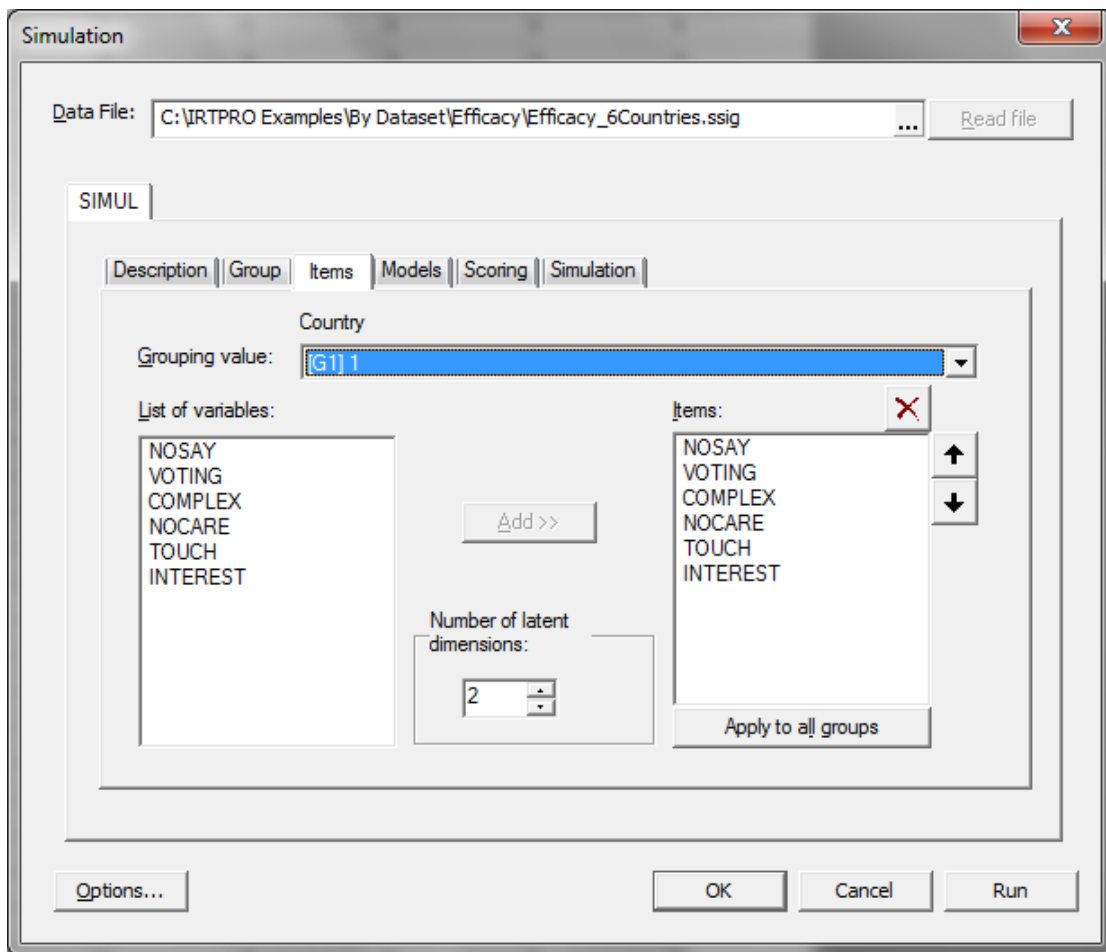 Simulation
X
Data File: C:\IRTPRO Examples\By Dataset\Efficacy\Efficacy_6Countries.ssig ... Read file
SIMUL
Description Group Items Models Scoring Simulation
Country
Grouping value: [G1] 1
List of variables:
NOSAY
VOTING
COMPLEX
NOCARE
TOUCH
INTEREST
Add >>
Number of latent
dimensions:
2
Items:
NOSAY
VOTING
COMPLEX
NOCARE
TOUCH
INTEREST
Apply to all groups
Options... OK Cancel Run